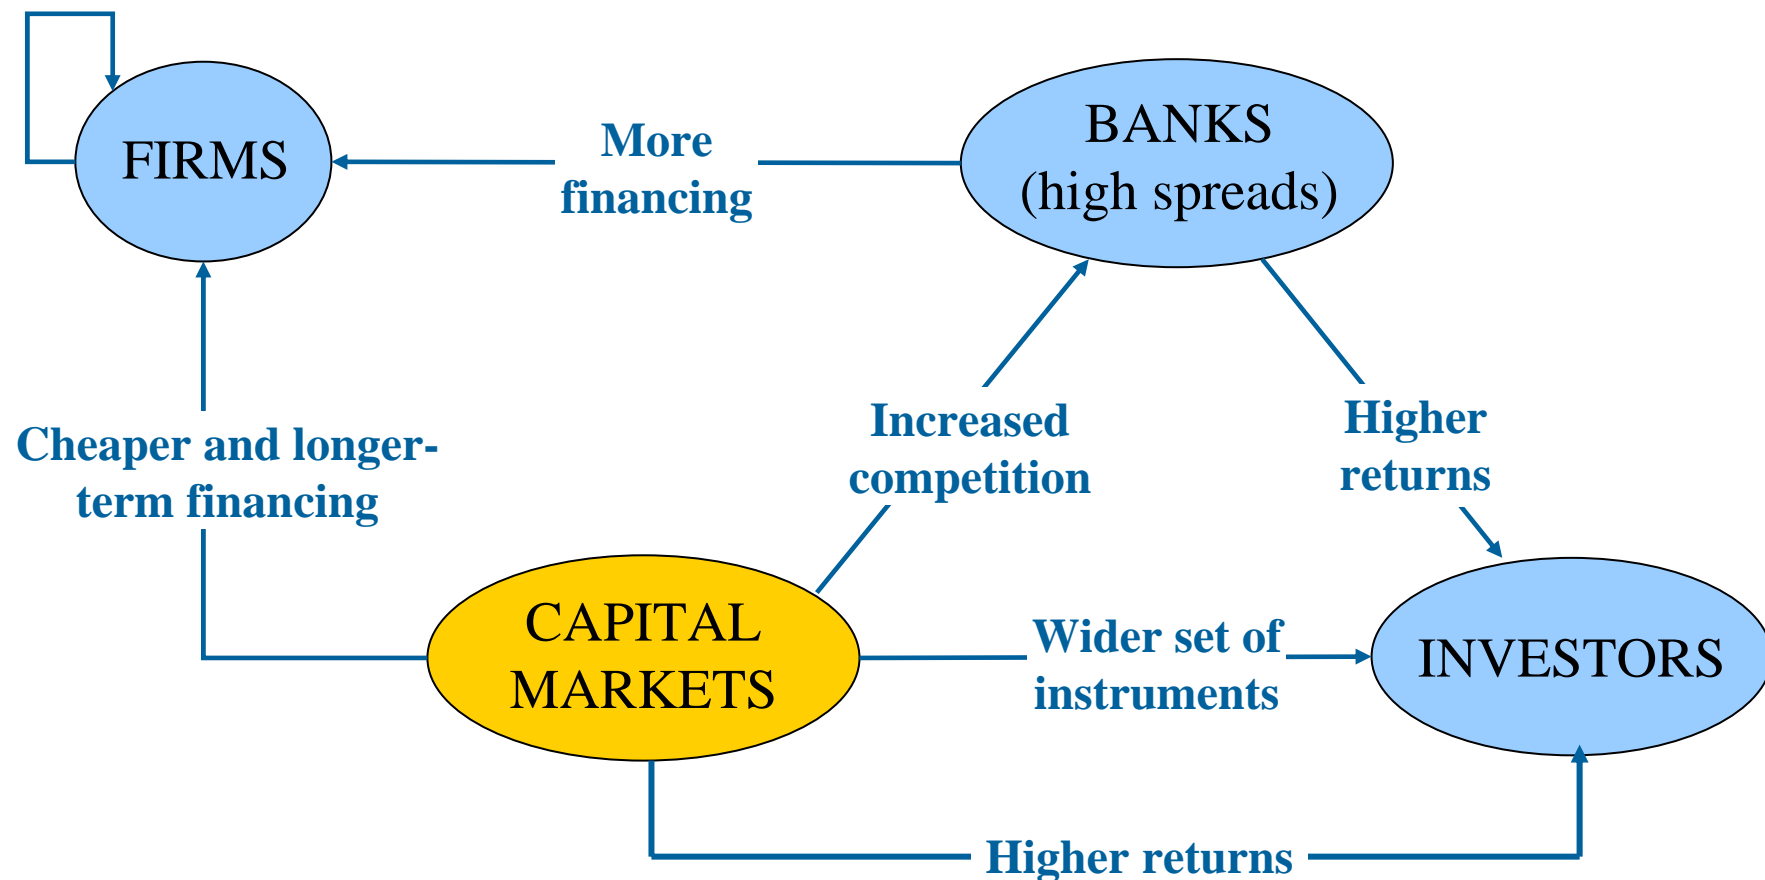 FIRMS
More
financing
BANKS
(high spreads)
Cheaper and longer-
term financing
Increased
competition
Higher
returns
CAPITAL
MARKETS
Wider set of
instruments
INVESTORS
Higher returns